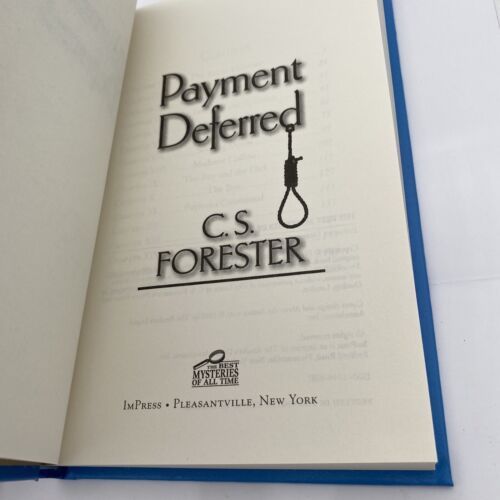 Payment
Deferred
C. S.
FORESTER
THE BEST
MYSTERIES
OF ALL TIME
IMPRESS • PLEASANTVILLE, NEW YORK